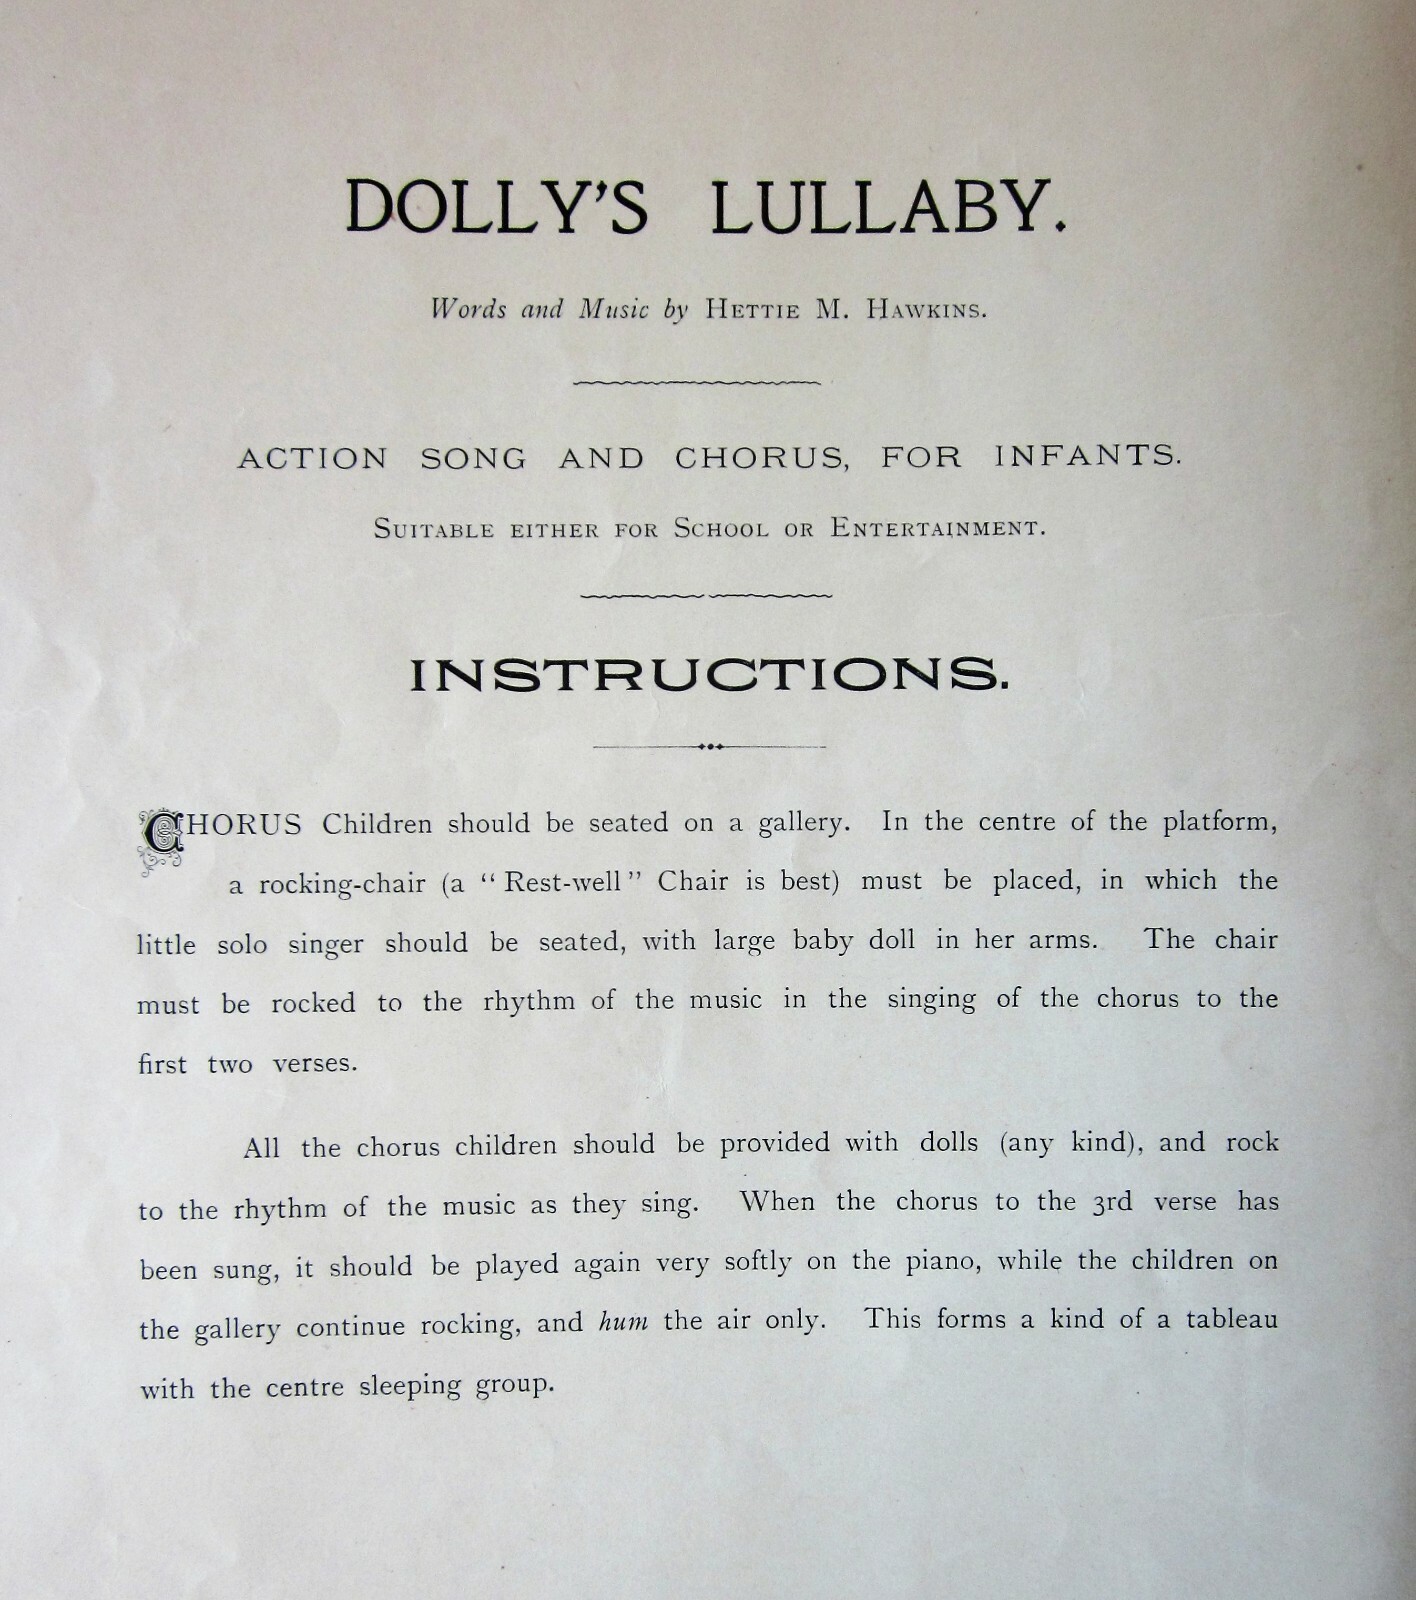 DOLLY'S LULLABY.
Words and Music by HETTIE M. HAWKINS.
ACTION SONG AND CHORUS, FOR INFANTS.
SUITABLE EITHER FOR SCHOOL OR ENTERTAINMENT.
INSTRUCTIONS.
CHORUS Children should be seated on a gallery. In the centre of the platform,
a rocking-chair (a "Rest-well" Chair is best) must be placed, in which the
little solo singer should be seated, with large baby doll in her arms. The chair
must be rocked to the rhythm of the music in the singing of the chorus to the
first two verses.
All the chorus children should be provided with dolls (any kind), and rock
to the rhythm of the music as they sing. When the chorus to the 3rd verse has
been sung, it should be played again very softly on the piano, while the children on
the gallery continue rocking, and hum the air only. This forms a kind of a tableau
with the centre sleeping group.